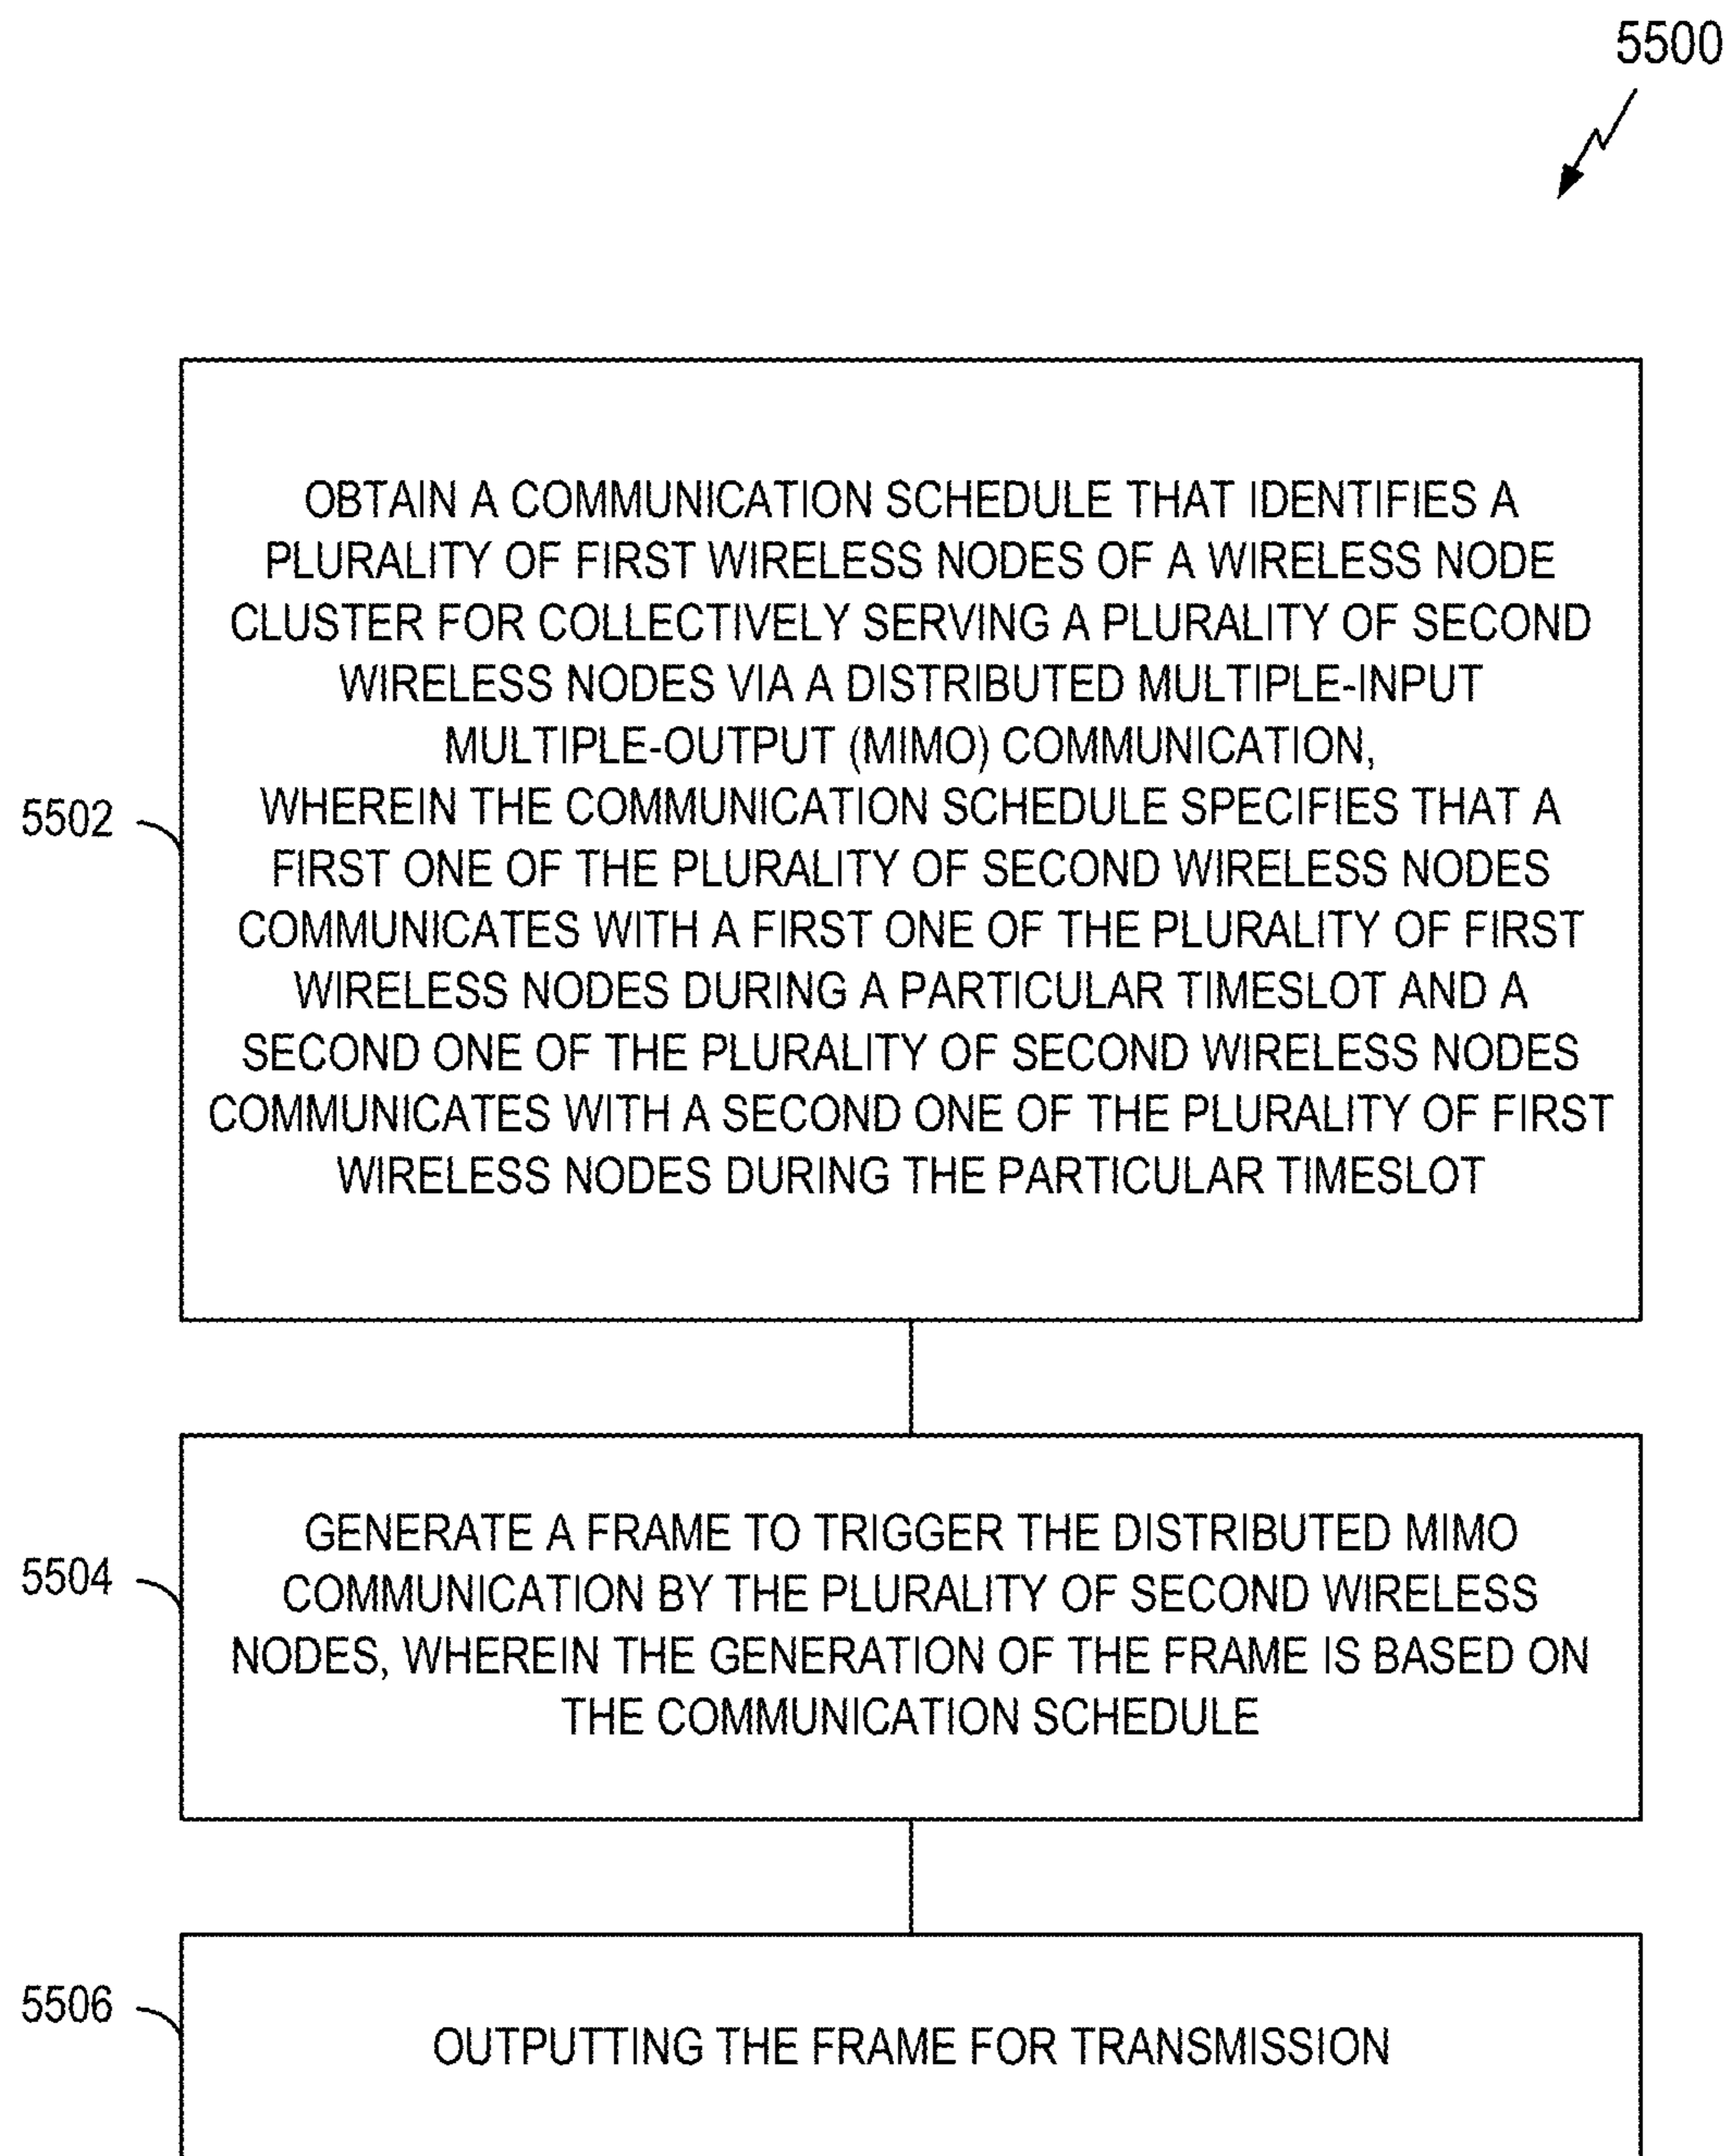 5500
OBTAIN A COMMUNICATION SCHEDULE THAT IDENTIFIES A
PLURALITY OF FIRST WIRELESS NODES OF A WIRELESS NODE
CLUSTER FOR COLLECTIVELY SERVING A PLURALITY OF SECOND
WIRELESS NODES VIA A DISTRIBUTED MULTIPLE-INPUT
MULTIPLE-OUTPUT (MIMO) COMMUNICATION,
WHEREIN THE COMMUNICATION SCHEDULE SPECIFIES THAT A
FIRST ONE OF THE PLURALITY OF SECOND WIRELESS NODES
COMMUNICATES WITH A FIRST ONE OF THE PLURALITY OF FIRST
WIRELESS NODES DURING A PARTICULAR TIMESLOT AND A
SECOND ONE OF THE PLURALITY OF SECOND WIRELESS NODES
COMMUNICATES WITH A SECOND ONE OF THE PLURALITY OF FIRST
WIRELESS NODES DURING THE PARTICULAR TIMESLOT
5502
GENERATE A FRAME TO TRIGGER THE DISTRIBUTED MIMO
COMMUNICATION BY THE PLURALITY OF SECOND WIRELESS
NODES, WHEREIN THE GENERATION OF THE FRAME IS BASED ON
THE COMMUNICATION SCHEDULE
5504
OUTPUTTING THE FRAME FOR TRANSMISSION
5506